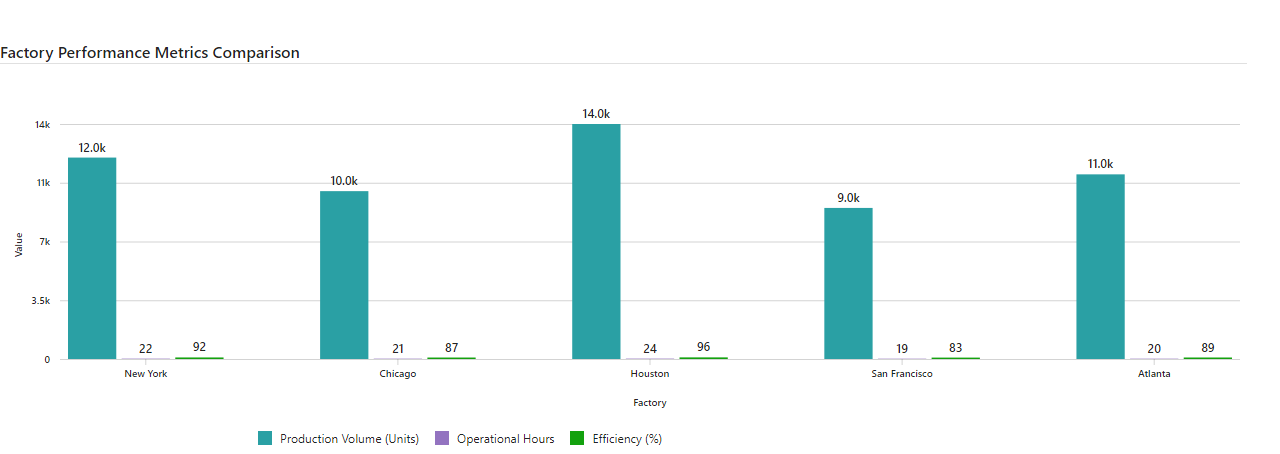 Factory Performance Metrics Comparison
14.0k
14k
12.0k
11.0k
11k
10.0k
9.0k
Value
7k
3.5k
22 92 21 87 24 96 19 83 20 89
0
New York Chicago Houston San Francisco Atlanta
Factory
Production Volume (Units) Operational Hours Efficiency (%)